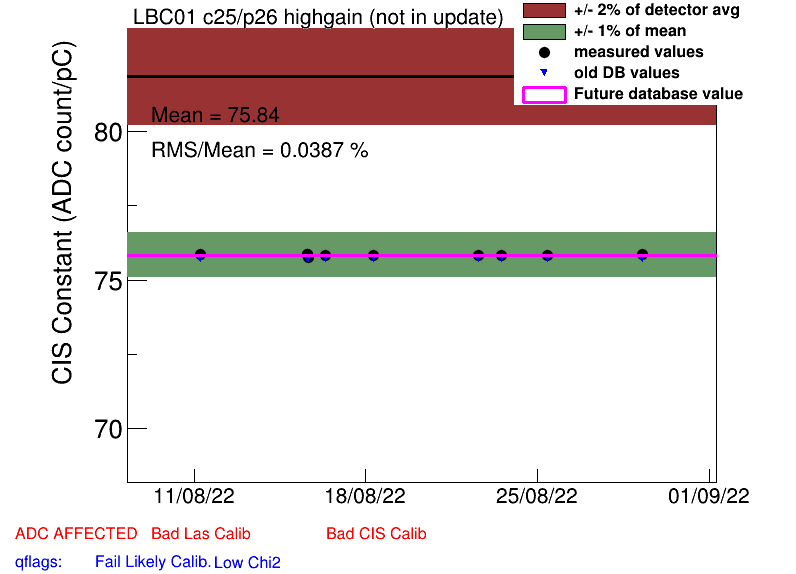 LBC01 c25/p26 highgain (not in update)
+/- 2% of detector avg
+/- 1% of mean
measured values
old DB values
Future database value
Mean = 75.84
RMS/Mean = 0.0387 %
CIS Constant (ADC count/pC)
80
75
70
11/08/22 18/08/22 25/08/22 01/09/22
ADC AFFECTED Bad Las Calib Bad CIS Calib
qflags: Fail Likely Calib. Low Chi2